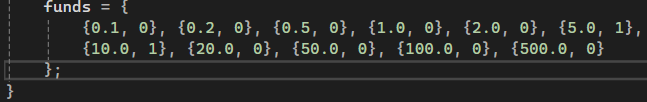 funds = {
{0.1, 0}, {0.2, 0}, {0.5, 0}, {1.0, 0}, {2.0, 0}, {5.0, 1},
{10.0, 1}, {20.0, 0}, {50.0, 0}, {100.0, 0}, {500.0, 0}
};
}